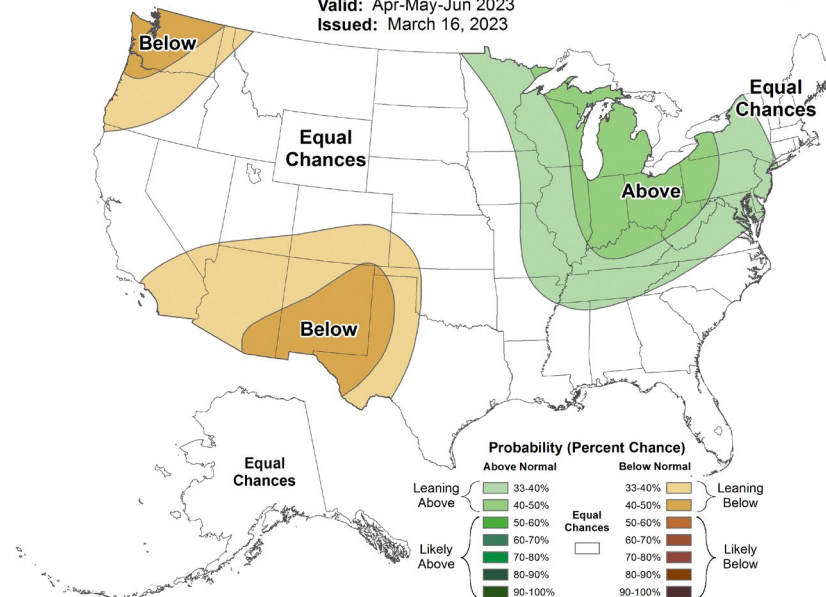 Valid: Apr-May-Jun 2023
Issued: March 16, 2023
Below
Equal
Chances
Equal
Chances
Above
Below
Equal
Chances
Probability (Percent Chance)
Above Normal
Below Normal
Leaning
Above
33-40%
40-50%
Likely
Above
50-60%
60-70%
70-80%
80-90%
90-100%
Equal
Chances
33-40%
40-50%
Leaning
Below
50-60%
60-70%
70-80%
80-90%
90-100%
Likely
Below